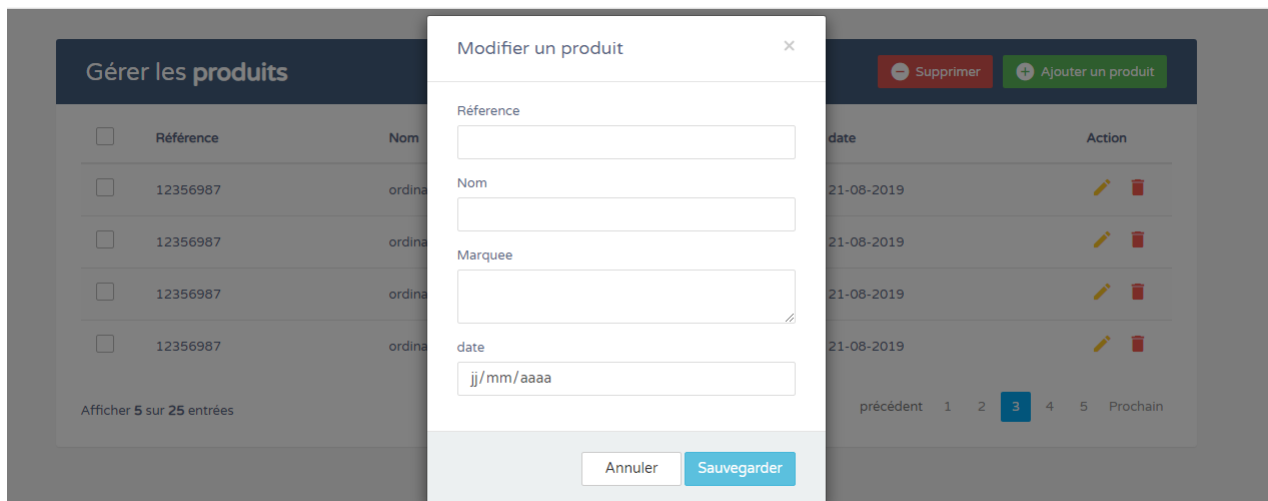 Modifier un produit ×
Gérer les produits
Supprimer
Ajouter un produit
Réference
Nom
Marquee
date
jj/mm/aaaa
Annuler
Sauvegarder
Référence Nom date Action
12356987 ordina 21-08-2019
12356987 ordina 21-08-2019
12356987 ordina 21-08-2019
12356987 ordina 21-08-2019
Afficher 5 sur 25 entrées
précédent 1 2 3 4 5 Prochain